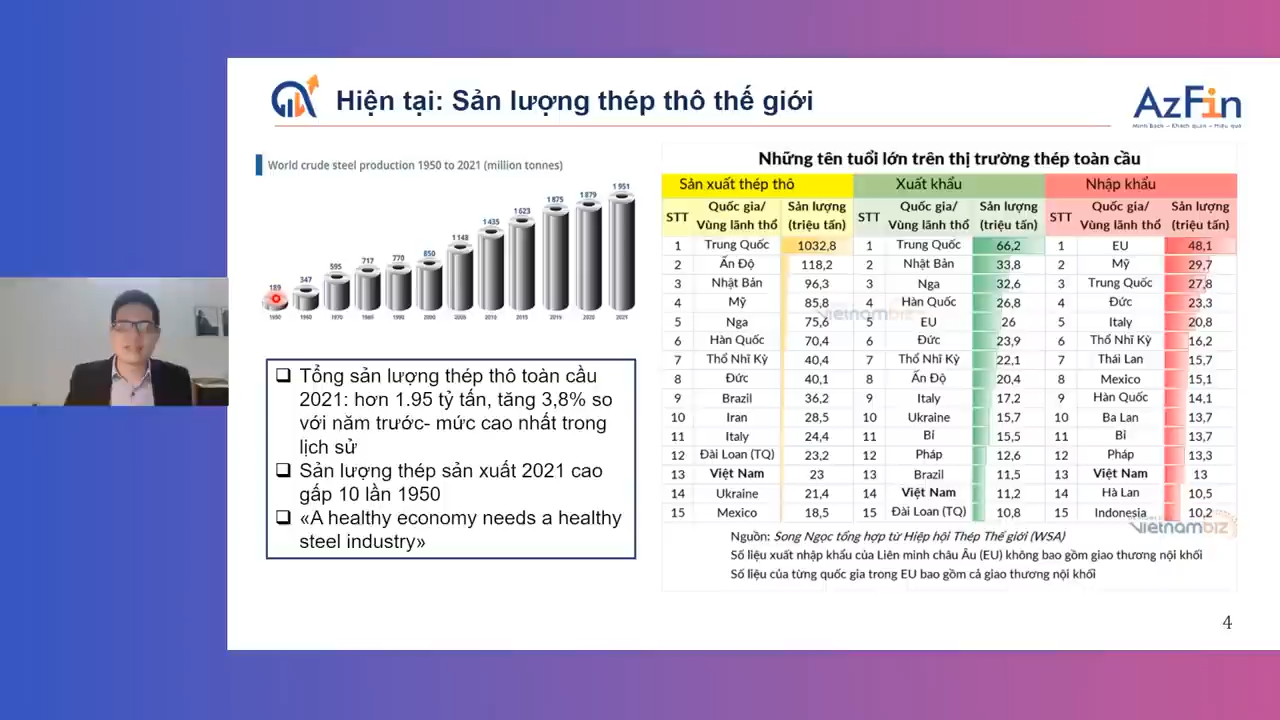 Hiện tại: Sản lượng thép thô thế giới
AzFin
Minh bạch – Khách quan – Hiệu quả
World crude steel production 1950 to 2021 (million tonnes)
189 347 595 717 770 850 1 148 1 435 1 623 1 875 1 879 1 951
1950 1960 1970 1980 1990 2000 2005 2010 2015 2019 2020 2021
❑ Tổng sản lượng thép thô toàn cầu
2021: hơn 1.95 tỷ tấn, tăng 3,8% so
với năm trước- mức cao nhất trong
lịch sử
❑ Sản lượng thép sản xuất 2021 cao
gấp 10 lần 1950
❑ «A healthy economy needs a healthy
steel industry»
Những tên tuổi lớn trên thị trường thép toàn cầu
Sản xuất thép thô Xuất khẩu Nhập khẩu
STT Quốc gia/ Vùng lãnh thổ Sản lượng (triệu tấn) STT Quốc gia/ Vùng lãnh thổ Sản lượng (triệu tấn) STT Quốc gia/ Vùng lãnh thổ Sản lượng (triệu tấn)
1 Trung Quốc 1032,8 1 Trung Quốc 66,2 1 EU 48,1
2 Ấn Độ 118,2 2 Nhật Bản 33,8 2 Mỹ 29,7
3 Nhật Bản 96,3 3 Nga 32,6 3 Trung Quốc 27,8
4 Mỹ 85,8 4 Hàn Quốc 26,8 4 Đức 23,3
5 Nga 75,6 5 EU 26 5 Italy 20,8
6 Hàn Quốc 70,4 6 Đức 23,9 6 Thổ Nhĩ Kỳ 16,2
7 Thổ Nhĩ Kỳ 40,4 7 Thổ Nhĩ Kỳ 22,1 7 Thái Lan 15,7
8 Đức 40,1 8 Ấn Độ 20,4 8 Mexico 15,1
9 Brazil 36,2 9 Italy 17,2 9 Hàn Quốc 14,1
10 Iran 28,5 10 Ukraine 15,7 10 Ba Lan 13,7
11 Italy 24,4 11 Bỉ 15,5 11 Bỉ 13,7
12 Đài Loan (TQ) 23,2 12 Pháp 12,6 12 Pháp 13,3
13 Việt Nam 23 13 Brazil 11,5 13 Việt Nam 13
14 Ukraine 21,4 14 Việt Nam 11,2 14 Hà Lan 10,5
15 Mexico 18,5 15 Đài Loan (TQ) 10,8 15 Indonesia 10,2
vietnambiz
Nguồn: Song Ngọc tổng hợp từ Hiệp hội Thép Thế giới (WSA)
Số liệu xuất nhập khẩu của Liên minh châu Âu (EU) không bao gồm giao thương nội khối
Số liệu của từng quốc gia trong EU bao gồm cả giao thương nội khối
4